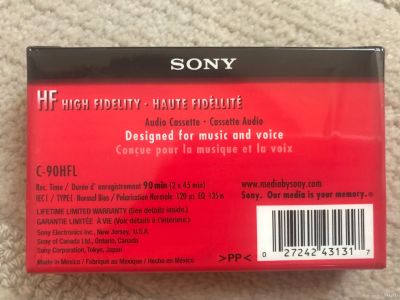 SONY
HF HIGH FIDELITY · HAUTE FIDÉLLITÉ
Audio Cassette · Cassette Audio
Designed for music and voice
Conçue pour la musique et la voix
C-90HFL
Rec. Time / Durée d'enregistrement 90 min (2 x 45 min)
IECI / TYPEI Normal Bias / Polarisation Normale 120 µs EQ
LIFETIME LIMITED WARRANTY (See details inside)
GARANTIE LIMITÉE À VIE (Voir détails à l'intérieur)
Sony Electronics Inc., New Jersey, U.S.A.
Sony of Canada Ltd., Ontario, Canada
Sony Corporation, Tokyo, Japan
Made in Mexico / Fabriqué au Mexique / Hecho en México
www.mediabysony.com
Sony. Our media is your memory.
0 27242 43131 7
>PP<